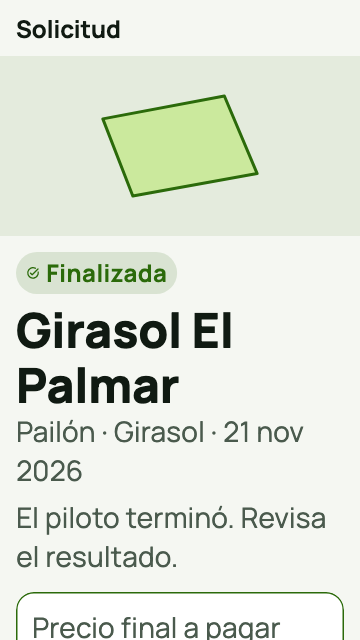 Solicitud
Finalizada
Girasol El
Palmar
Pailón · Girasol · 21 nov
2026
El piloto terminó. Revisa
el resultado.
Precio final a pagar